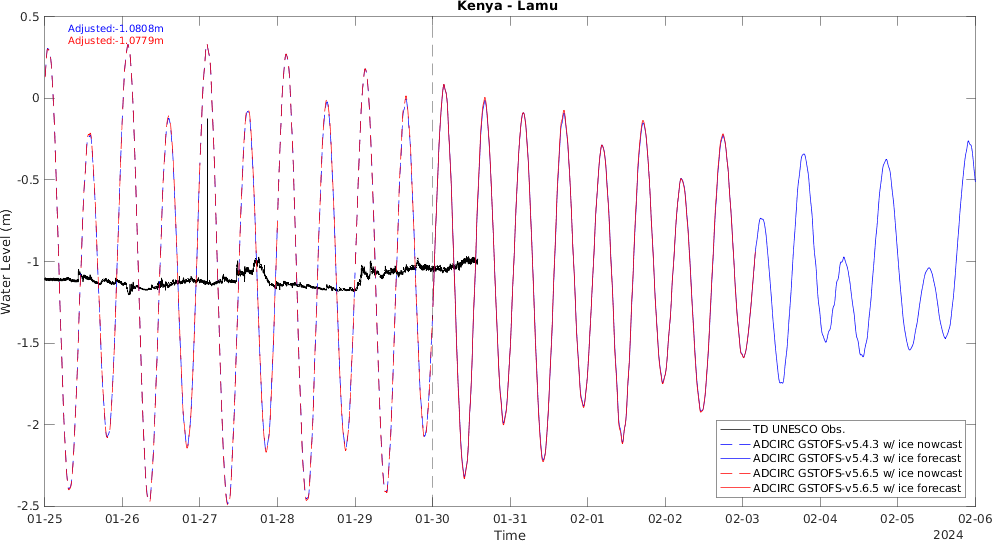 Kenya - Lamu
Adjusted:-1.0808m
Adjusted:-1.0779m
Water Level (m)
0.5
0
-0.5
-1
-1.5
-2
-2.5
TD UNESCO Obs.
ADCIRC GSTOFS-v5.4.3 w/ ice nowcast
ADCIRC GSTOFS-v5.4.3 w/ ice forecast
ADCIRC GSTOFS-v5.6.5 w/ ice nowcast
ADCIRC GSTOFS-v5.6.5 w/ ice forecast
01-25 01-26 01-27 01-28 01-29 01-30 01-31 02-01 02-02 02-03 02-04 02-05 02-06
Time
2024